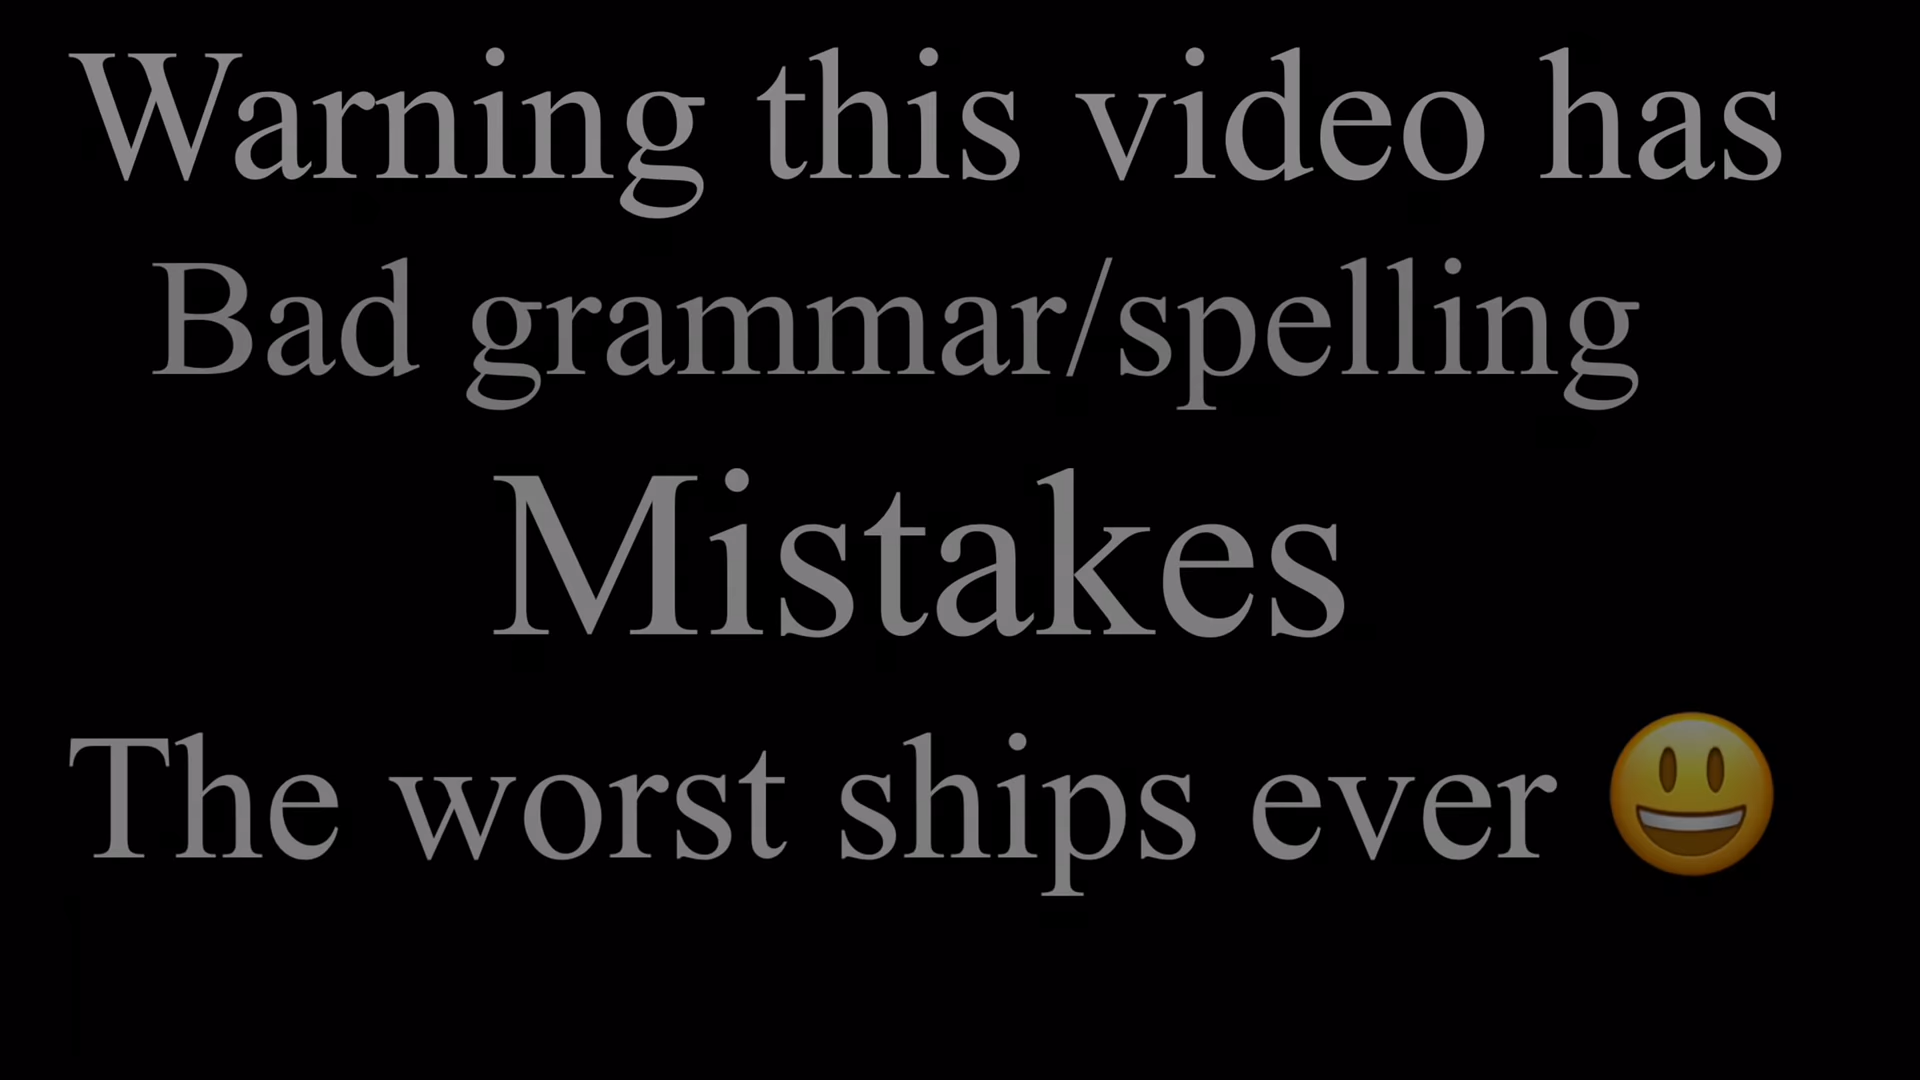 Warning this video has
Bad grammar/spelling
Mistakes
The worst ships ever 😃